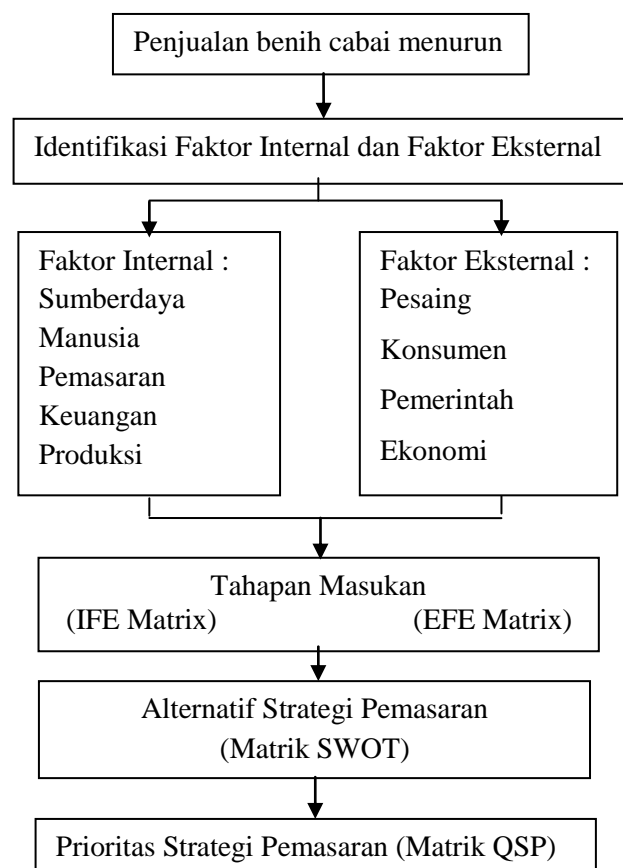 Penjualan benih cabai menurun
Identifikasi Faktor Internal dan Faktor Eksternal
Faktor Internal :
Sumberdaya
Manusia
Pemasaran
Keuangan
Produksi
Faktor Eksternal :
Pesaing
Konsumen
Pemerintah
Ekonomi
Tahapan Masukan
(IFE Matrix) (EFE Matrix)
Alternatif Strategi Pemasaran
(Matrik SWOT)
Prioritas Strategi Pemasaran (Matrik QSP)